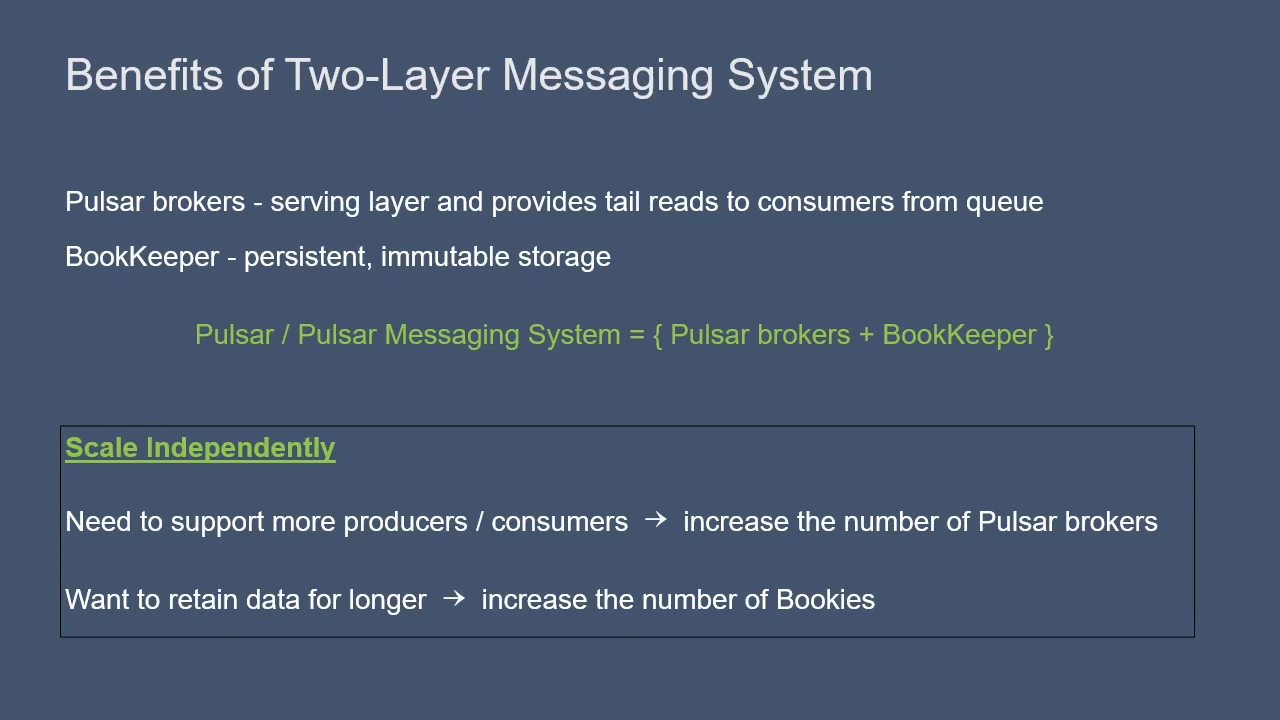 Benefits of Two-Layer Messaging System
Pulsar brokers - serving layer and provides tail reads to consumers from queue
BookKeeper - persistent, immutable storage
Pulsar / Pulsar Messaging System = { Pulsar brokers + BookKeeper }
Scale Independently
Need to support more producers / consumers → increase the number of Pulsar brokers
Want to retain data for longer → increase the number of Bookies